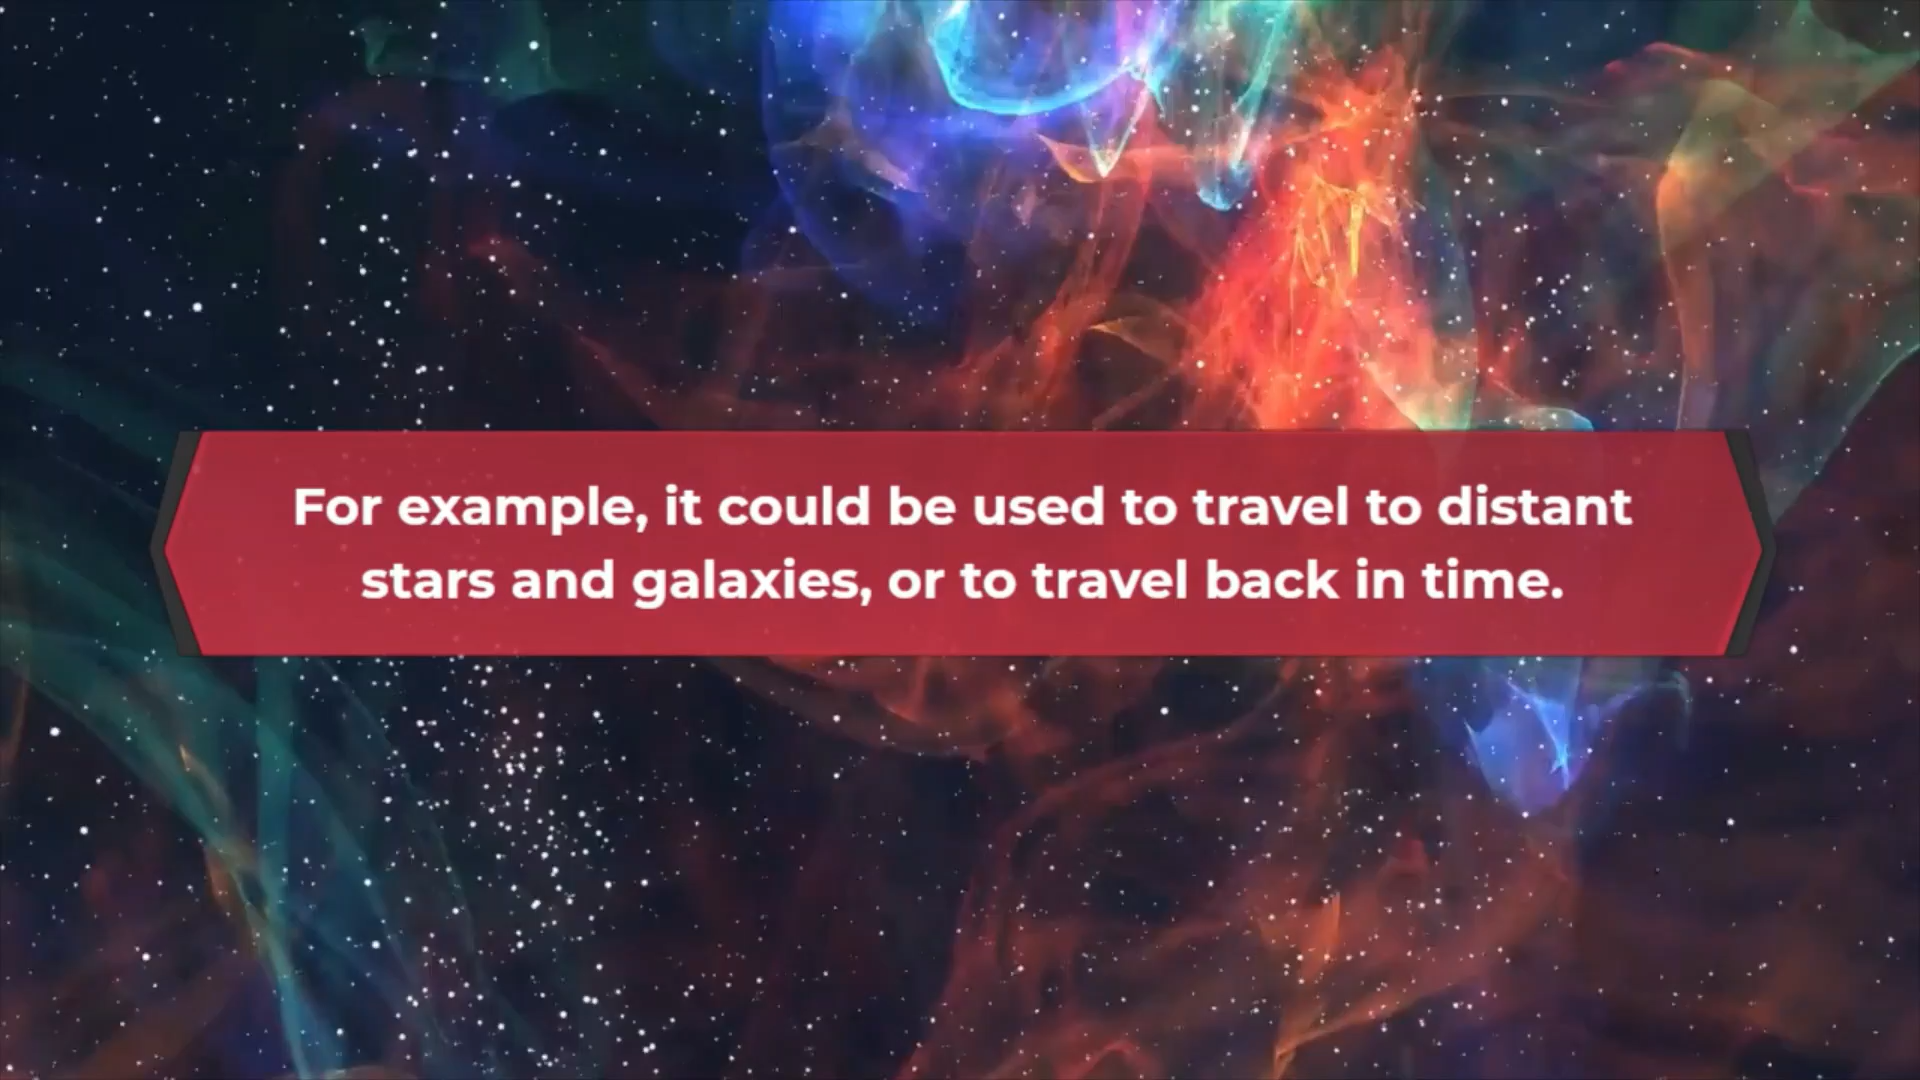 For example, it could be used to travel to distant
stars and galaxies, or to travel back in time.